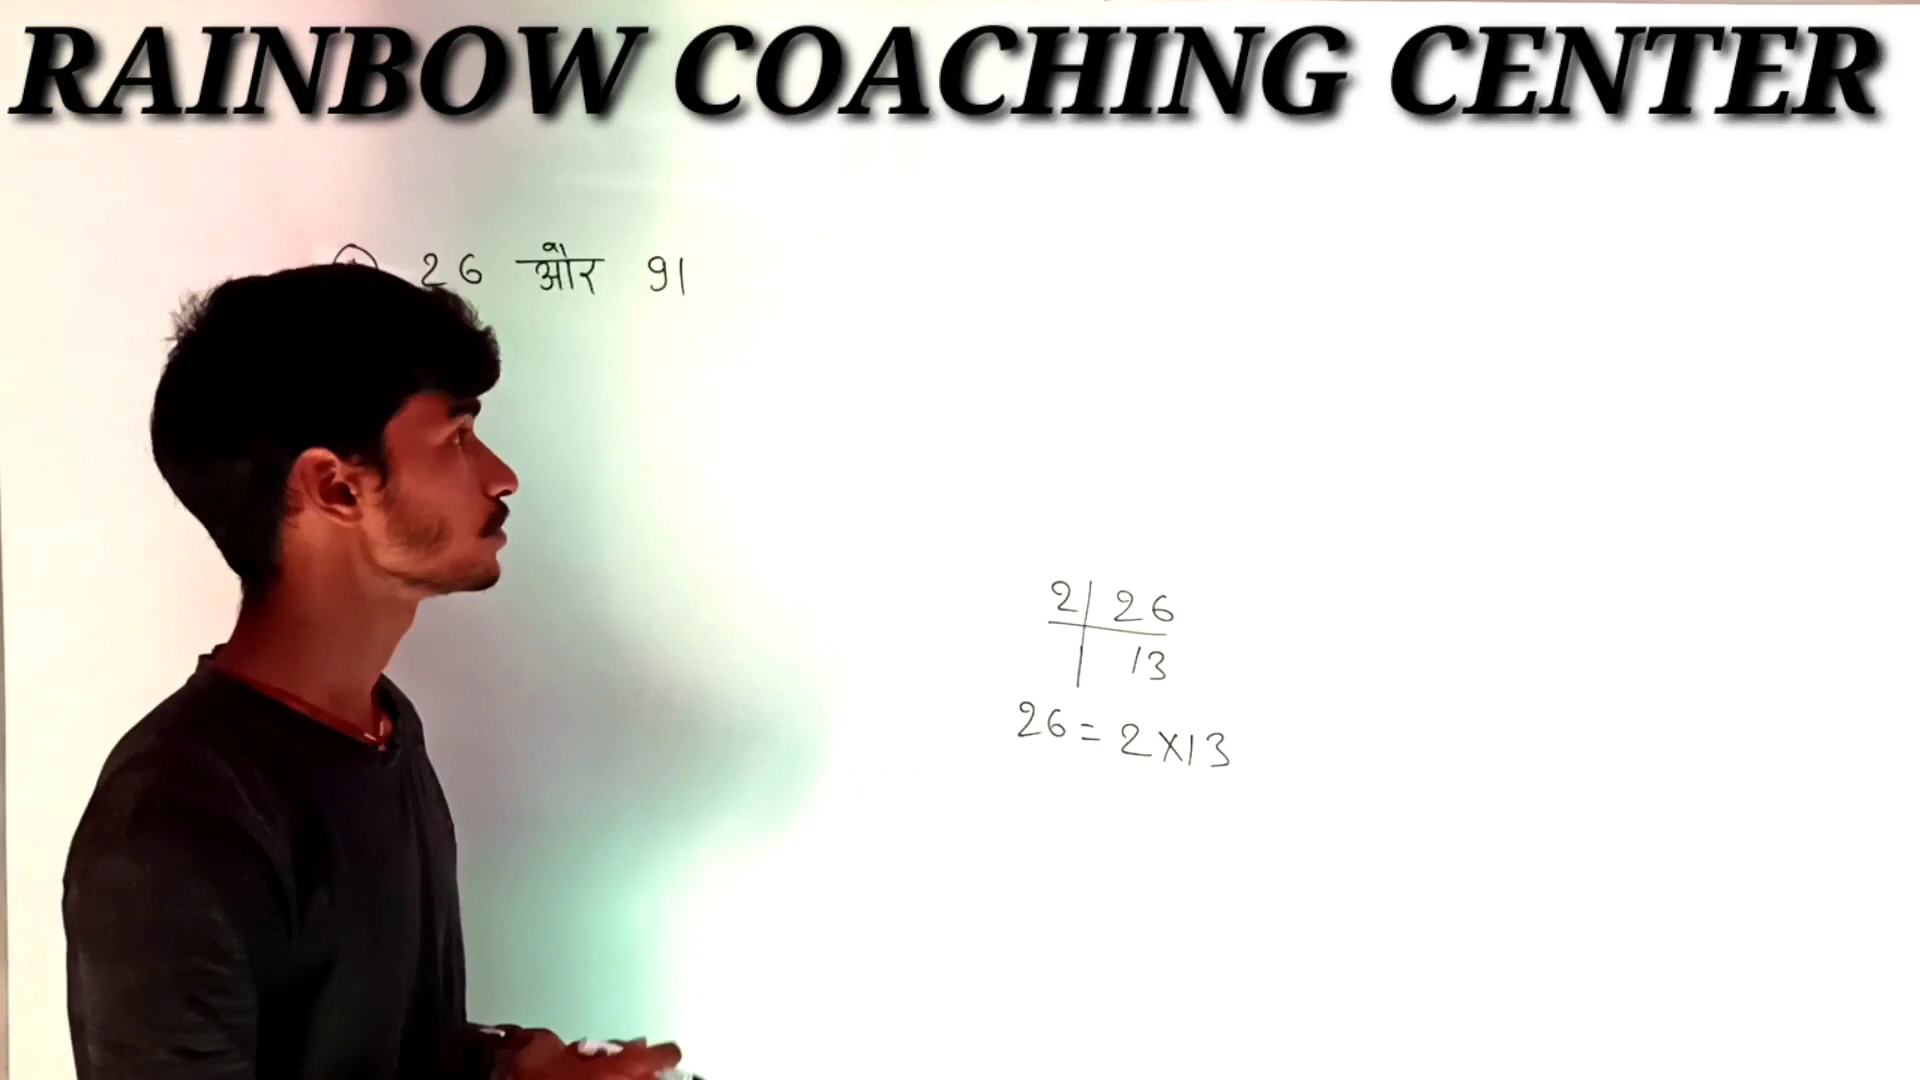 RAINBOW COACHING CENTER
26 और 91
2 | 26
13
26 = 2×13